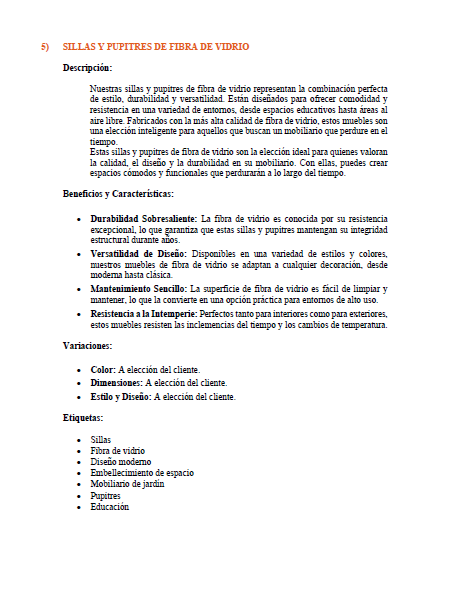 5) SILLAS Y PUPITRES DE FIBRA DE VIDRIO
Descripción:
Nuestras sillas y pupitres de fibra de vidrio representan la combinación perfecta
de estilo, durabilidad y versatilidad. Están diseñados para ofrecer comodidad y
resistencia en una variedad de entornos, desde espacios educativos hasta áreas al
aire libre. Fabricados con la más alta calidad de fibra de vidrio, estos muebles son
una elección inteligente para aquellos que buscan un mobiliario que perdure en el
tiempo.
Estas sillas y pupitres de fibra de vidrio son la elección ideal para quienes valoran
la calidad, el diseño y la durabilidad en su mobiliario. Con ellas, puedes crear
espacios cómodos y funcionales que perdurarán a lo largo del tiempo.
Beneficios y Características:
• Durabilidad Sobresaliente: La fibra de vidrio es conocida por su resistencia
excepcional, lo que garantiza que estas sillas y pupitres mantengan su integridad
estructural durante años.
• Versatilidad de Diseño: Disponibles en una variedad de estilos y colores,
nuestros muebles de fibra de vidrio se adaptan a cualquier decoración, desde
moderna hasta clásica.
• Mantenimiento Sencillo: La superficie de fibra de vidrio es fácil de limpiar y
mantener, lo que la convierte en una opción práctica para entornos de alto uso.
• Resistencia a la Intemperie: Perfectos tanto para interiores como para exteriores,
estos muebles resisten las inclemencias del tiempo y los cambios de temperatura.
Variaciones:
• Color: A elección del cliente.
• Dimensiones: A elección del cliente.
• Estilo y Diseño: A elección del cliente.
Etiquetas:
• Sillas
• Fibra de vidrio
• Diseño moderno
• Embellecimiento de espacio
• Mobiliario de jardín
• Pupitres
• Educación